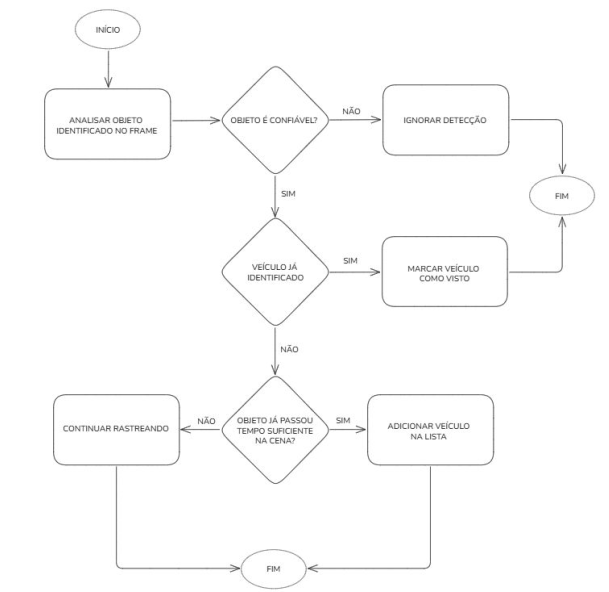 INÍCIO
ANALISAR OBJETO
IDENTIFICADO NO FRAME
OBJETO É CONFIÁVEL?
NÃO
IGNORAR DETECÇÃO
SIM
FIM
VEÍCULO JÁ
IDENTIFICADO
SIM
MARCAR VEÍCULO
COMO VISTO
NÃO
OBJETO JÁ PASSOU
TEMPO SUFICIENTE
NA CENA?
NÃO
CONTINUAR RASTREANDO
SIM
ADICIONAR VEÍCULO
NA LISTA
FIM